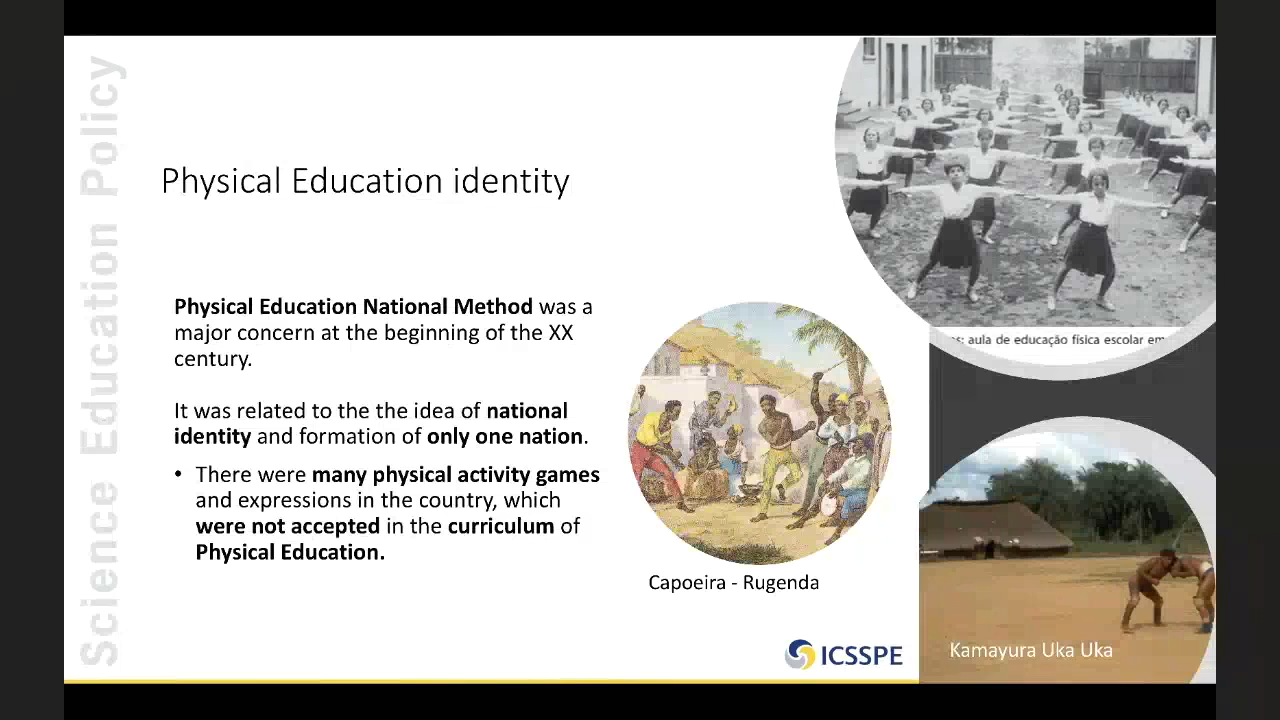 Science Education Policy
Physical Education identity
Physical Education National Method was a
major concern at the beginning of the XX
century.
It was related to the the idea of national
identity and formation of only one nation.
• There were many physical activity games
and expressions in the country, which
were not accepted in the curriculum of
Physical Education.
Capoeira - Rugenda
aula de educação física escolar em
Kamayura Uka Uka
ICSSPE